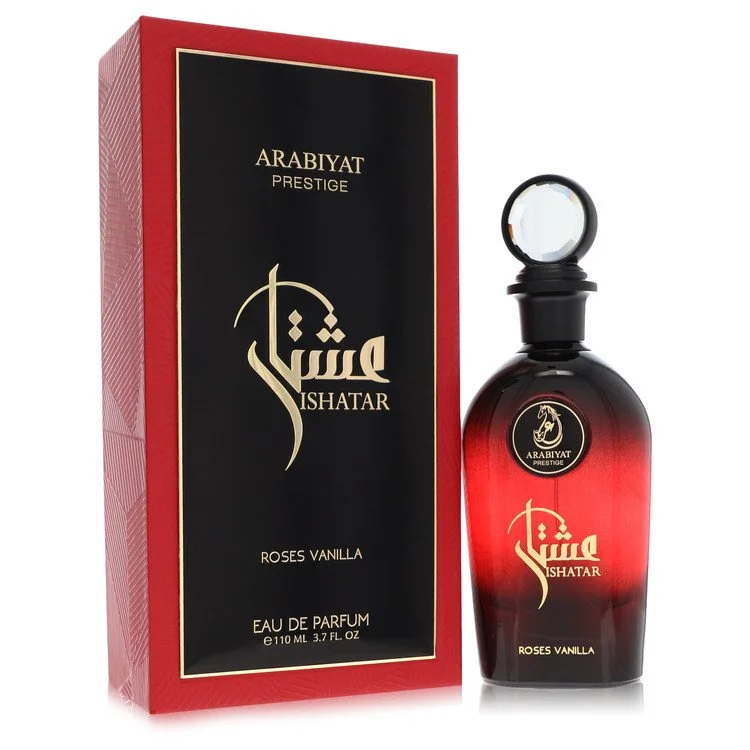 ARABIYAT
PRESTIGE
عشتار
ISHATAR
ROSES VANILLA
EAU DE PARFUM
℮110 ML 3.7 FL. OZ
ARABIYAT
PRESTIGE
عشتار
ISHATAR
ROSES VANILLA